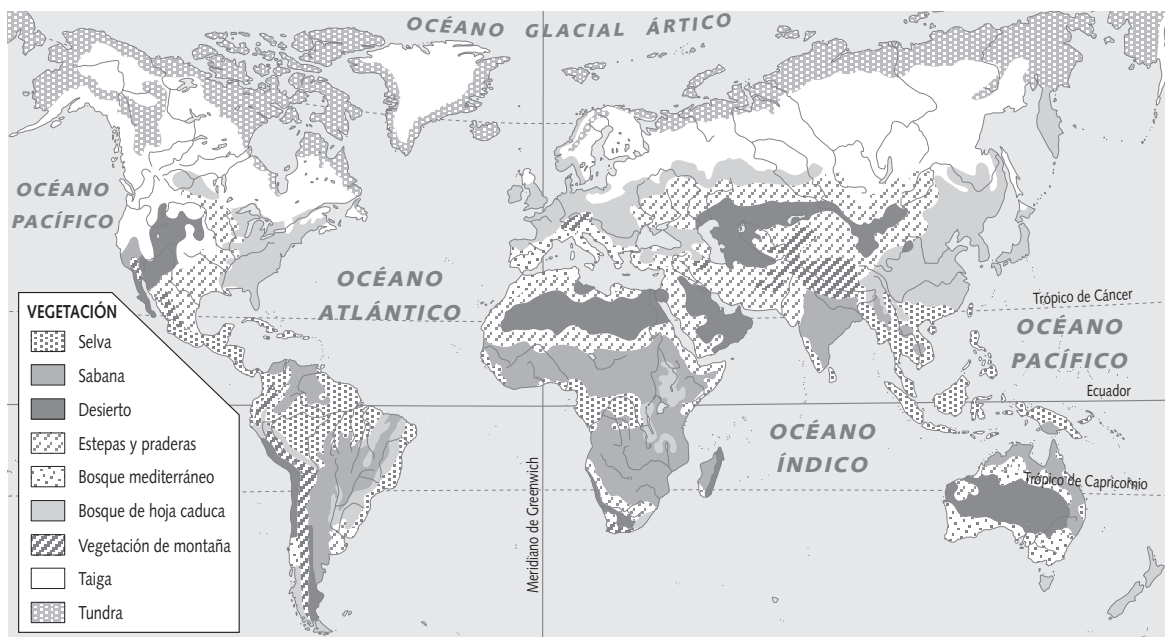 OCÉANO GLACIAL ÁRTICO
OCÉANO
PACÍFICO
OCÉANO
ATLÁNTICO
Trópico de Cáncer
OCÉANO
PACÍFICO
Ecuador
OCÉANO
ÍNDICO
Trópico de Capricornio
Meridiano de Greenwich
VEGETACIÓN
Selva
Sabana
Desierto
Estepas y praderas
Bosque mediterráneo
Bosque de hoja caduca
Vegetación de montaña
Taiga
Tundra